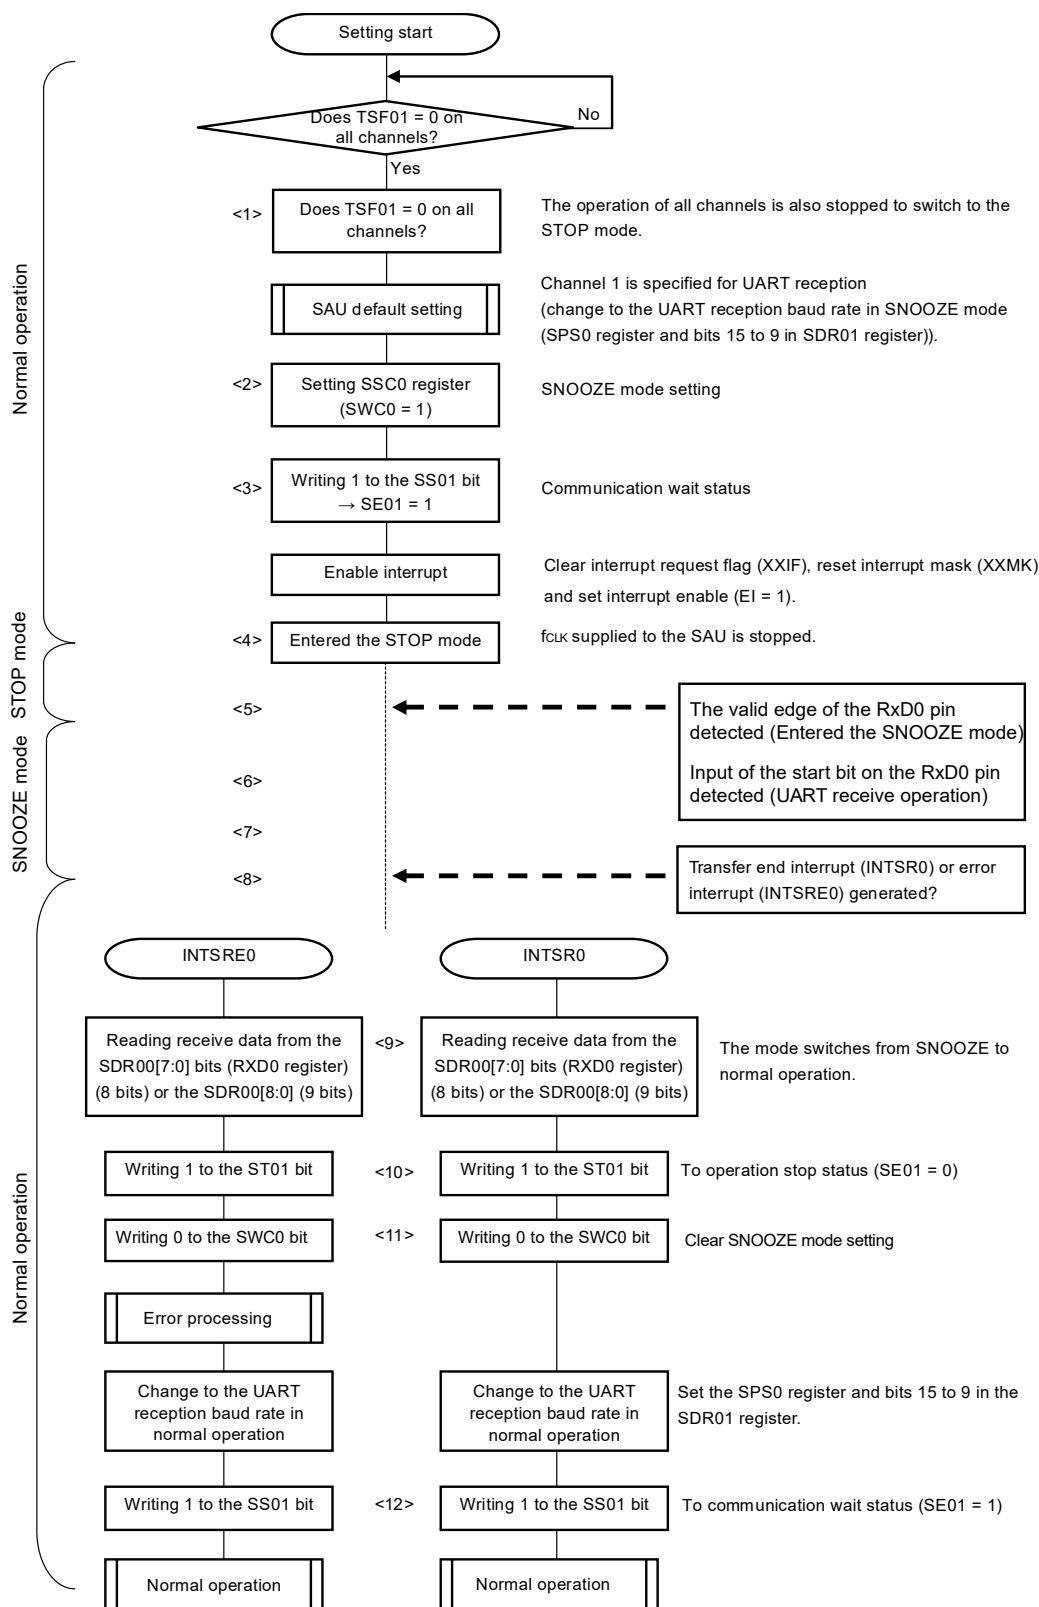 Setting start
No
Does TSF01 = 0 on
all channels?
Yes
<1>
Does TSF01 = 0 on all
channels?
The operation of all channels is also stopped to switch to the
STOP mode.
SAU default setting
Channel 1 is specified for UART reception
(change to the UART reception baud rate in SNOOZE mode
(SPS0 register and bits 15 to 9 in SDR01 register)).
Normal operation
<2>
Setting SSC0 register
(SWC0 = 1)
SNOOZE mode setting
<3>
Writing 1 to the SS01 bit
→ SE01 = 1
Communication wait status
Enable interrupt
Clear interrupt request flag (XXIF), reset interrupt mask (XXMK)
and set interrupt enable (EI = 1).
<4>
Entered the STOP mode
fCLK supplied to the SAU is stopped.
STOP mode
<5>
The valid edge of the RxD0 pin
detected (Entered the SNOOZE mode)
Input of the start bit on the RxD0 pin
detected (UART receive operation)
SNOOZE mode
<6>
<7>
<8>
Transfer end interrupt (INTSR0) or error
interrupt (INTSRE0) generated?
INTSRE0
INTSR0
Reading receive data from the
SDR00[7:0] bits (RXD0 register)
(8 bits) or the SDR00[8:0] (9 bits)
<9>
Reading receive data from the
SDR00[7:0] bits (RXD0 register)
(8 bits) or the SDR00[8:0] (9 bits)
The mode switches from SNOOZE to
normal operation.
Writing 1 to the ST01 bit
<10>
Writing 1 to the ST01 bit
To operation stop status (SE01 = 0)
Writing 0 to the SWC0 bit
<11>
Writing 0 to the SWC0 bit
Clear SNOOZE mode setting
Normal operation
Error processing
Change to the UART
reception baud rate in
normal operation
Change to the UART
reception baud rate in
normal operation
Set the SPS0 register and bits 15 to 9 in the
SDR01 register.
Writing 1 to the SS01 bit
<12>
Writing 1 to the SS01 bit
To communication wait status (SE01 = 1)
Normal operation
Normal operation